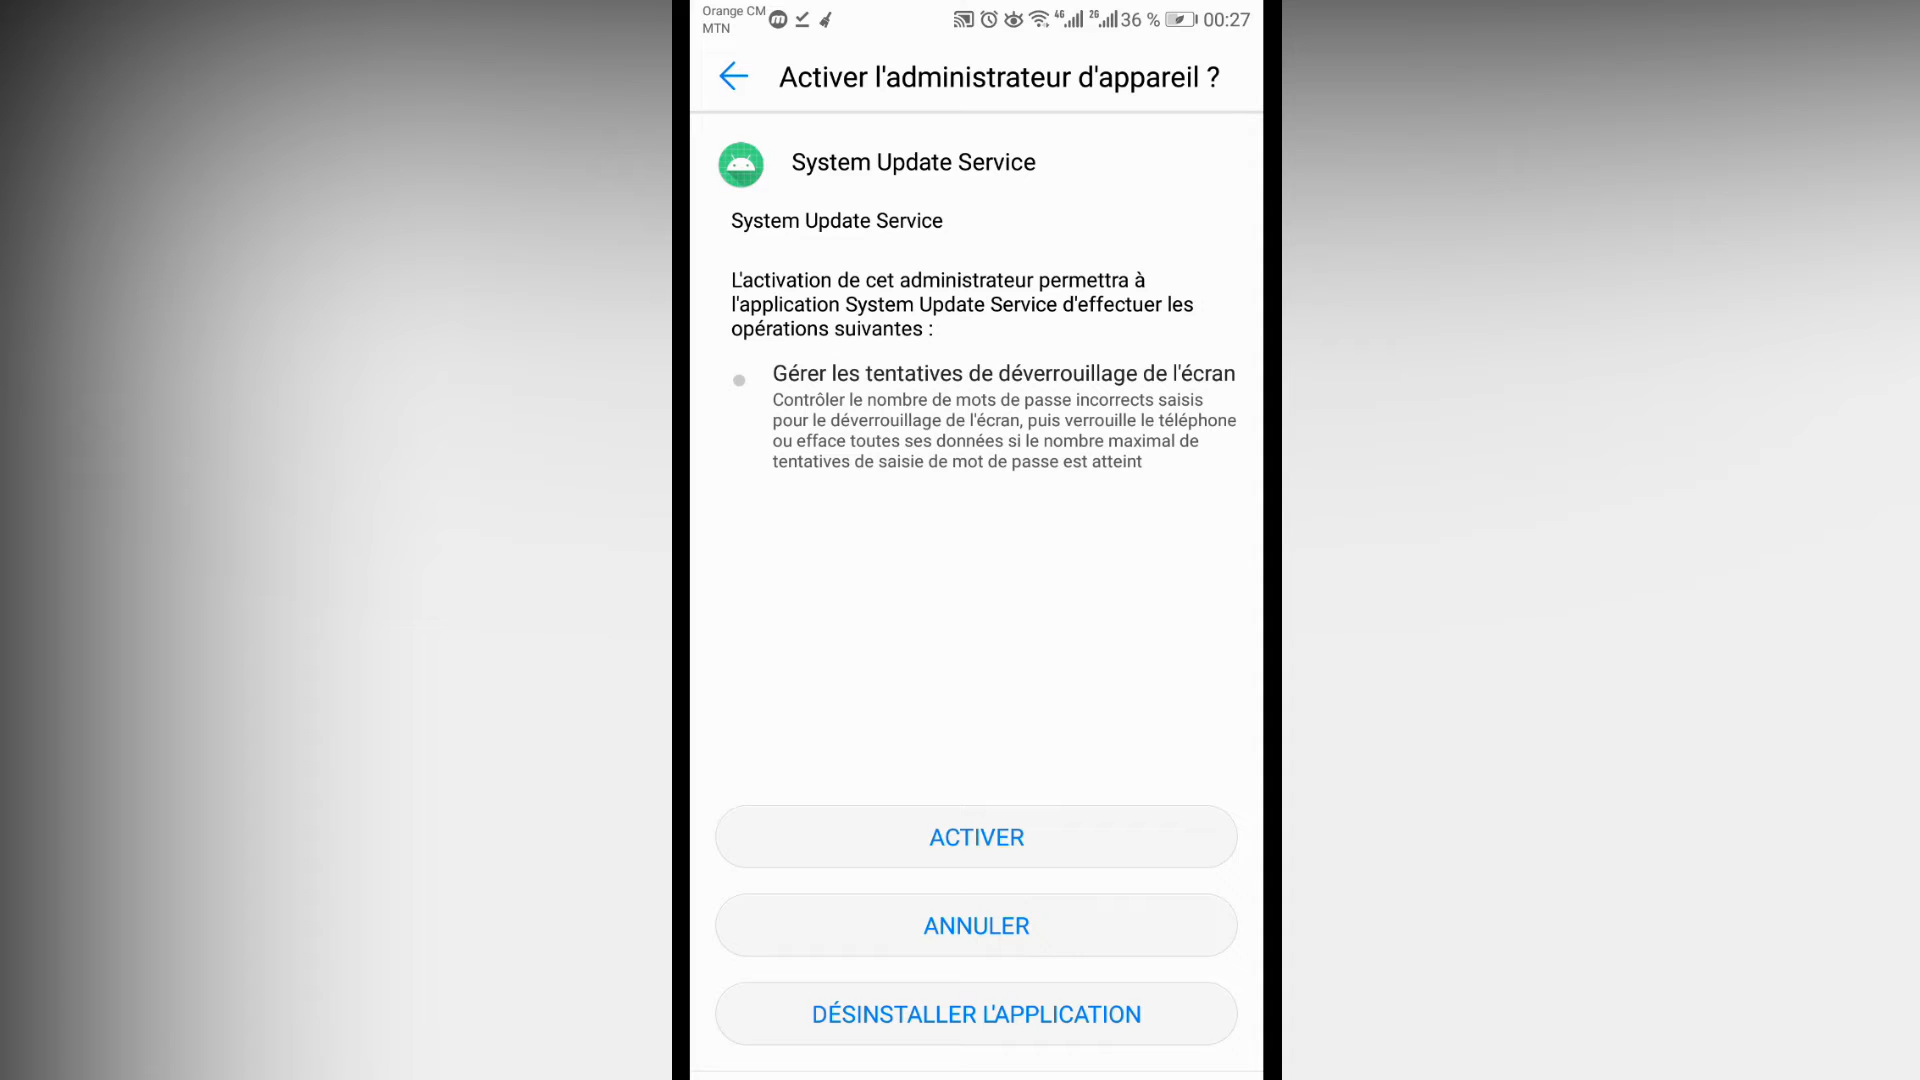 Orange CM
MTN
4G 2G 36 % 00:27
Activer l'administrateur d'appareil ?
System Update Service
System Update Service
L'activation de cet administrateur permettra à
l'application System Update Service d'effectuer les
opérations suivantes :
Gérer les tentatives de déverrouillage de l'écran
Contrôler le nombre de mots de passe incorrects saisis
pour le déverrouillage de l'écran, puis verrouille le téléphone
ou efface toutes ses données si le nombre maximal de
tentatives de saisie de mot de passe est atteint
ACTIVER
ANNULER
DÉSINSTALLER L'APPLICATION